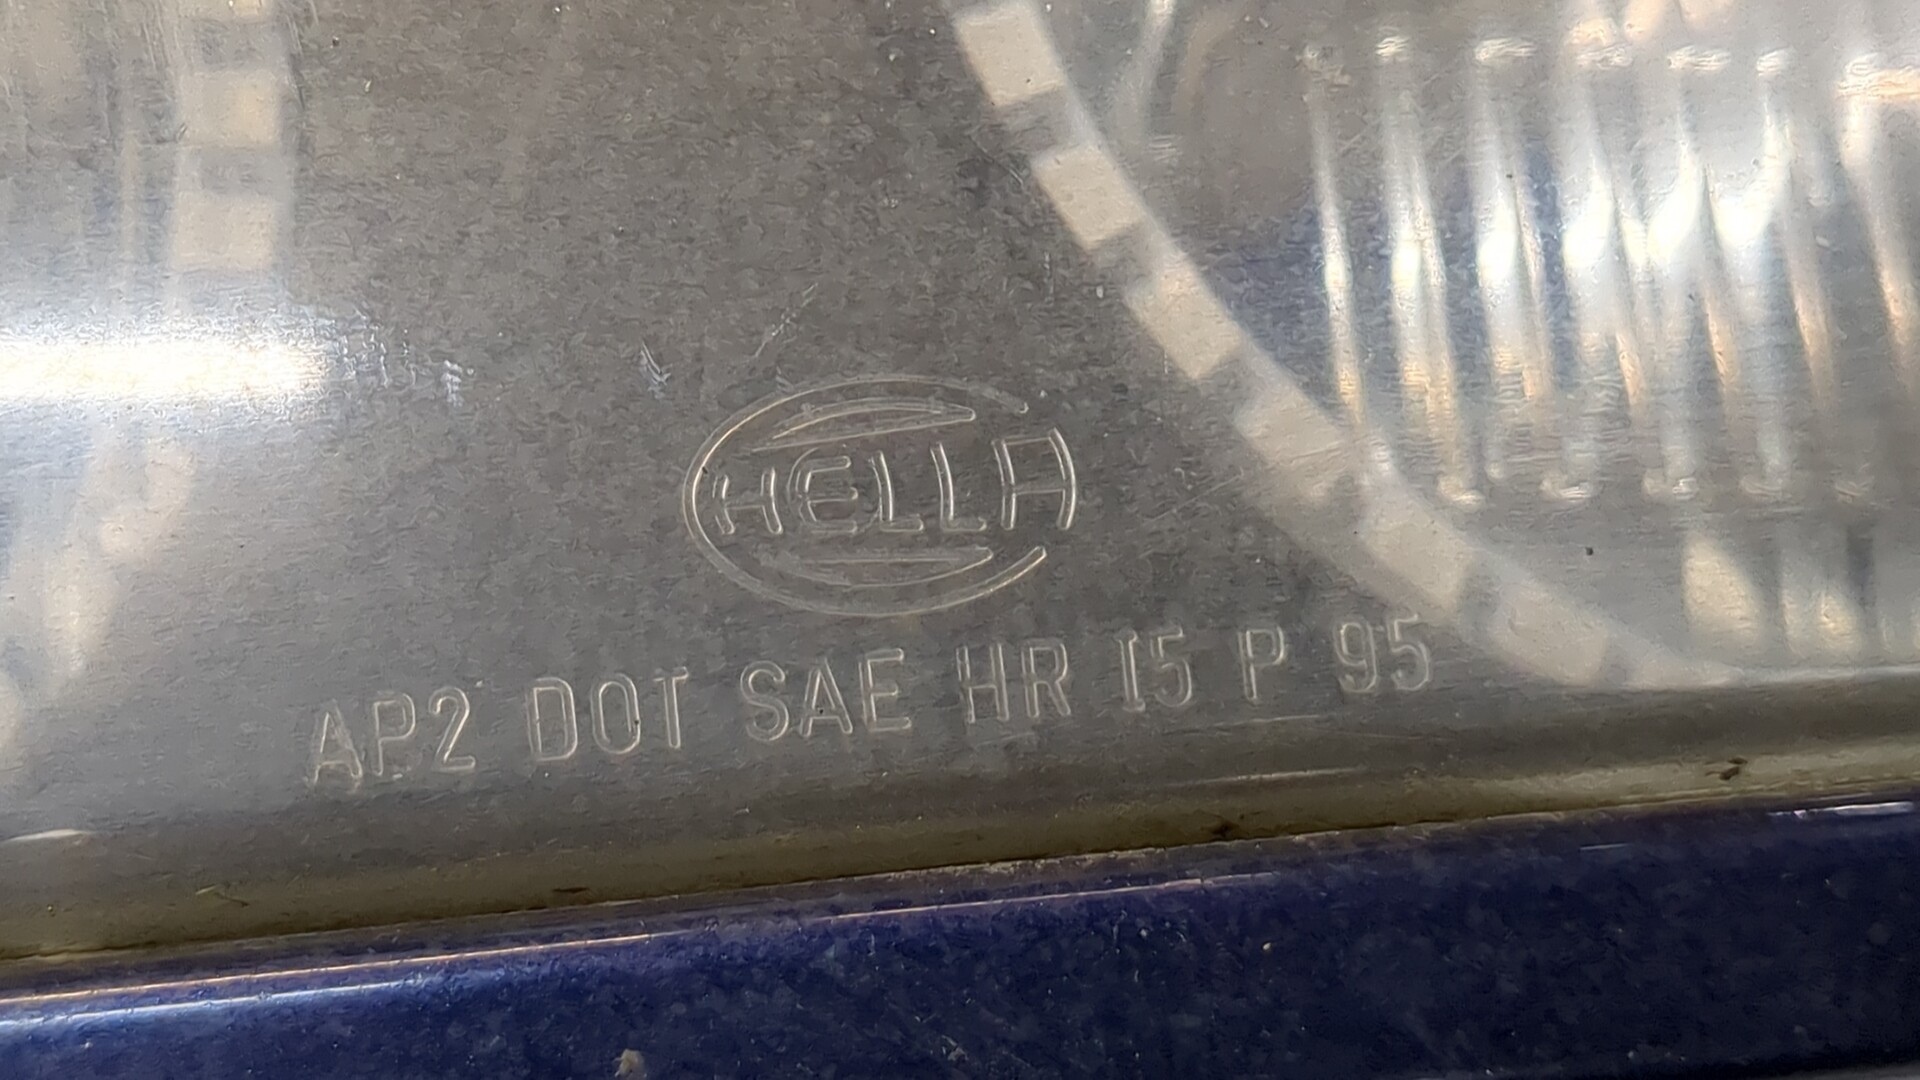 HELLA
AP2 DOT SAE HR I5 P 95